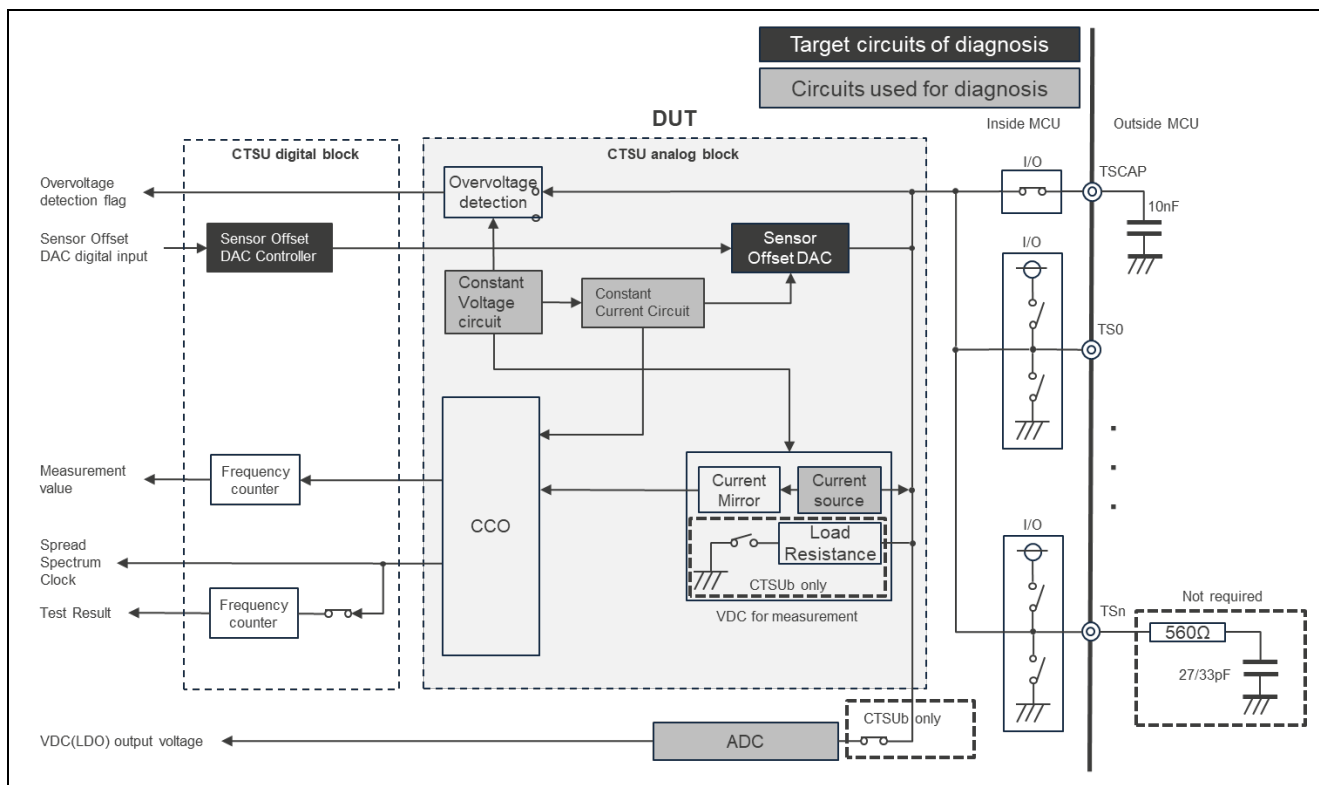 Target circuits of diagnosis
Circuits used for diagnosis
DUT
Inside MCU
Outside MCU
CTSU digital block
CTSU analog block
I/O
TSCAP
Overvoltage
detection flag
Overvoltage
detection
10nF
Sensor Offset
DAC digital input
Sensor Offset
DAC Controller
Sensor
Offset DAC
I/O
Constant
Voltage
circuit
Constant
Current Circuit
TS0
Measurement
value
Frequency
counter
CCO
Current
Mirror
Current
source
I/O
Load
Resistance
CTSUb only
VDC for measurement
Spread
Spectrum
Clock
Test Result
Frequency
counter
TSn
Not required
560Ω
27/33pF
CTSUb only
VDC(LDO) output voltage
ADC